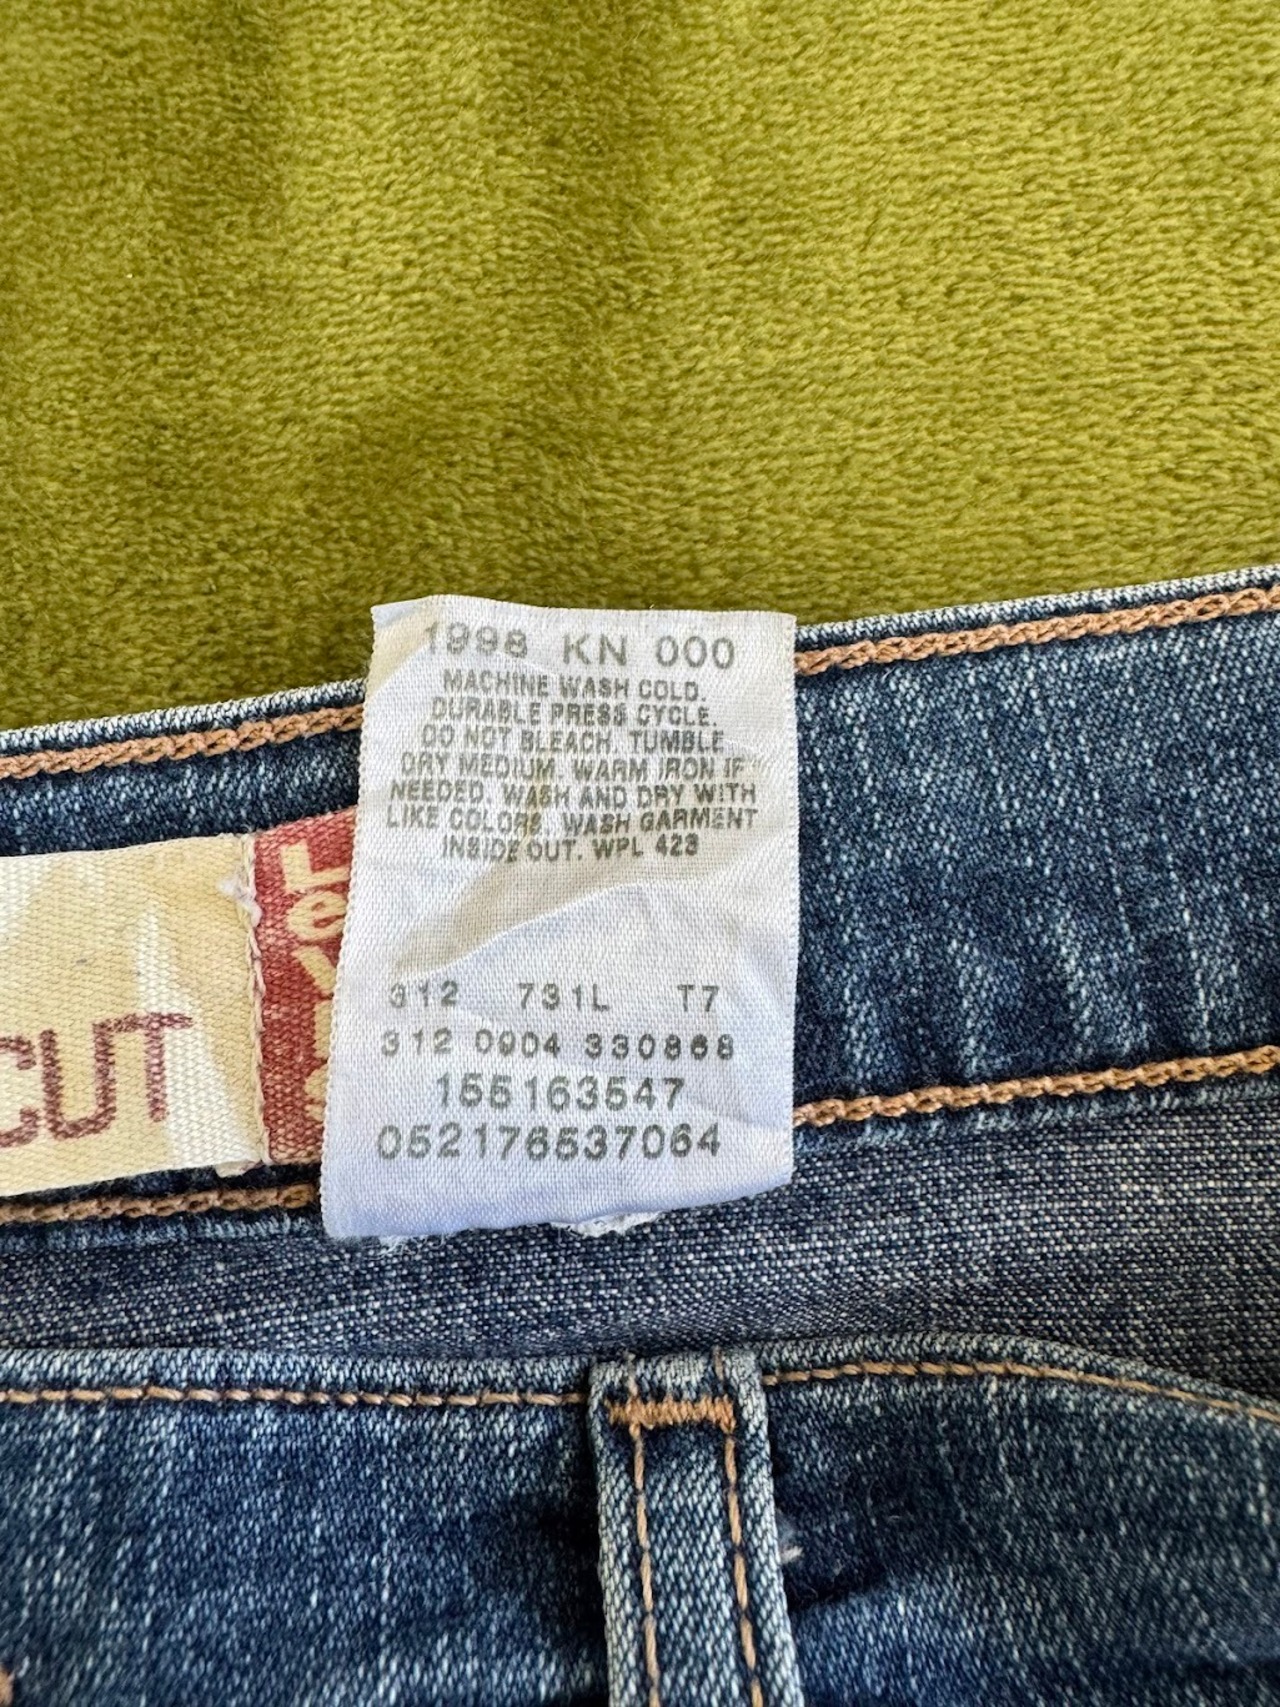 1998 KN 000
MACHINE WASH COLD.
DURABLE PRESS CYCLE.
DO NOT BLEACH. TUMBLE
DRY MEDIUM. WARM IRON IF
NEEDED. WASH AND DRY WITH
LIKE COLORS. WASH GARMENT
INSIDE OUT. WPL 423
312 731L T7
312 0904 330868
155163547
052176537064
CUT
Levi's